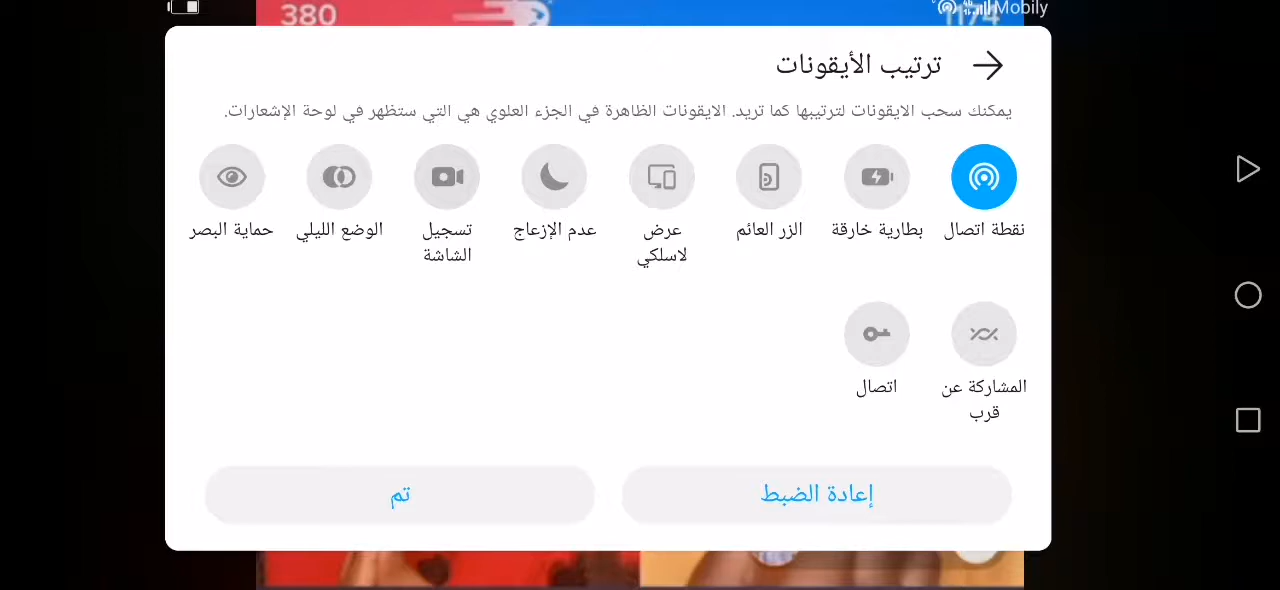 380
1174
Mobily
ترتيب الأيقونات
يمكنك سحب الايقونات لترتيبها كما تريد. الايقونات الظاهرة في الجزء العلوي هي التي ستظهر في لوحة الإشعارات.
نقطة اتصال
بطارية خارقة
الزر العائم
عرض
لاسلكي
عدم الإزعاج
تسجيل
الشاشة
الوضع الليلي
حماية البصر
المشاركة عن
قرب
اتصال
إعادة الضبط
تم